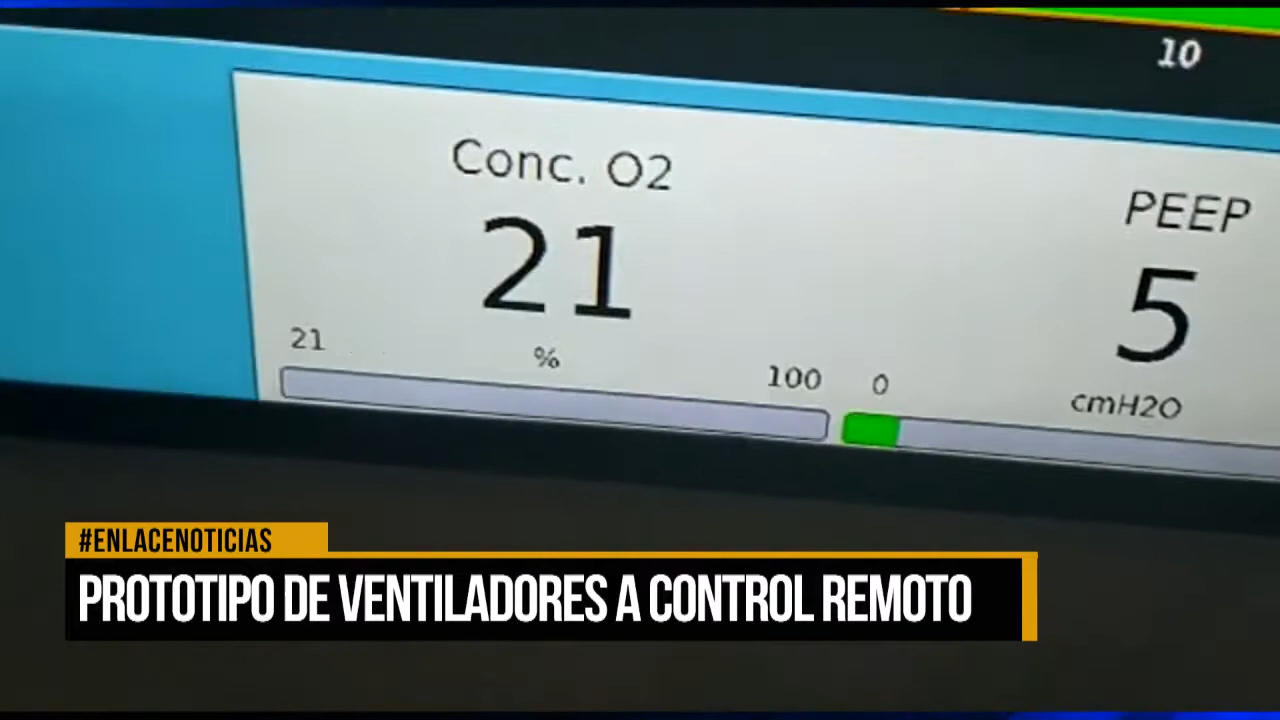 10
Conc. O2
21
21 % 100
PEEP
5
0 cmH2O
#ENLACENOTICIAS
PROTOTIPO DE VENTILADORES A CONTROL REMOTO